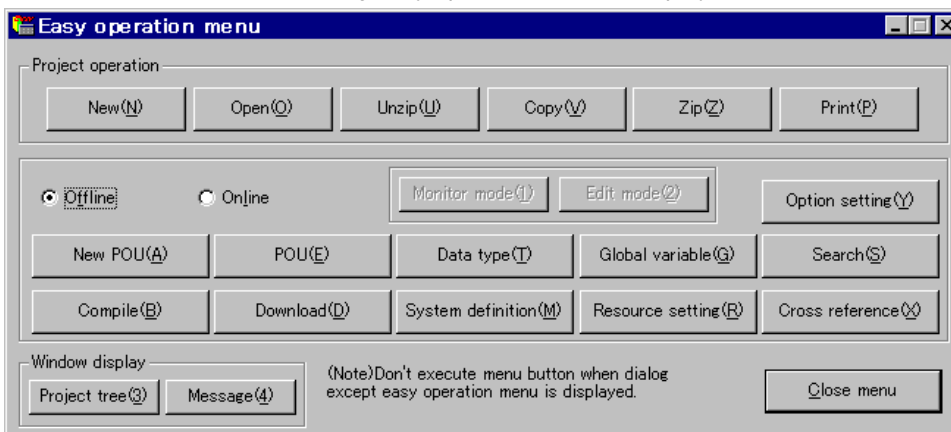 Easy operation menu
Project operation
New(N) Open(O) Unzip(U) Copy(V) Zip(Z) Print(P)
Offline Online Monitor mode(1) Edit mode(2) Option setting(Y)
New POU(A) POU(E) Data type(T) Global variable(G) Search(S)
Compile(B) Download(D) System definition(M) Resource setting(R) Cross reference(X)
Window display
Project tree(3) Message(4)
(Note)Don't execute menu button when dialog
except easy operation menu is displayed.
Close menu